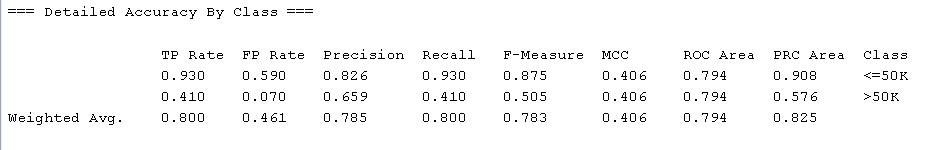 === Detailed Accuracy By Class ===
TP Rate FP Rate Precision Recall F-Measure MCC ROC Area PRC Area Class
0.930 0.590 0.826 0.930 0.875 0.406 0.794 0.908 <=50K
0.410 0.070 0.659 0.410 0.505 0.406 0.794 0.576 >50K
Weighted Avg. 0.800 0.461 0.785 0.800 0.783 0.406 0.794 0.825